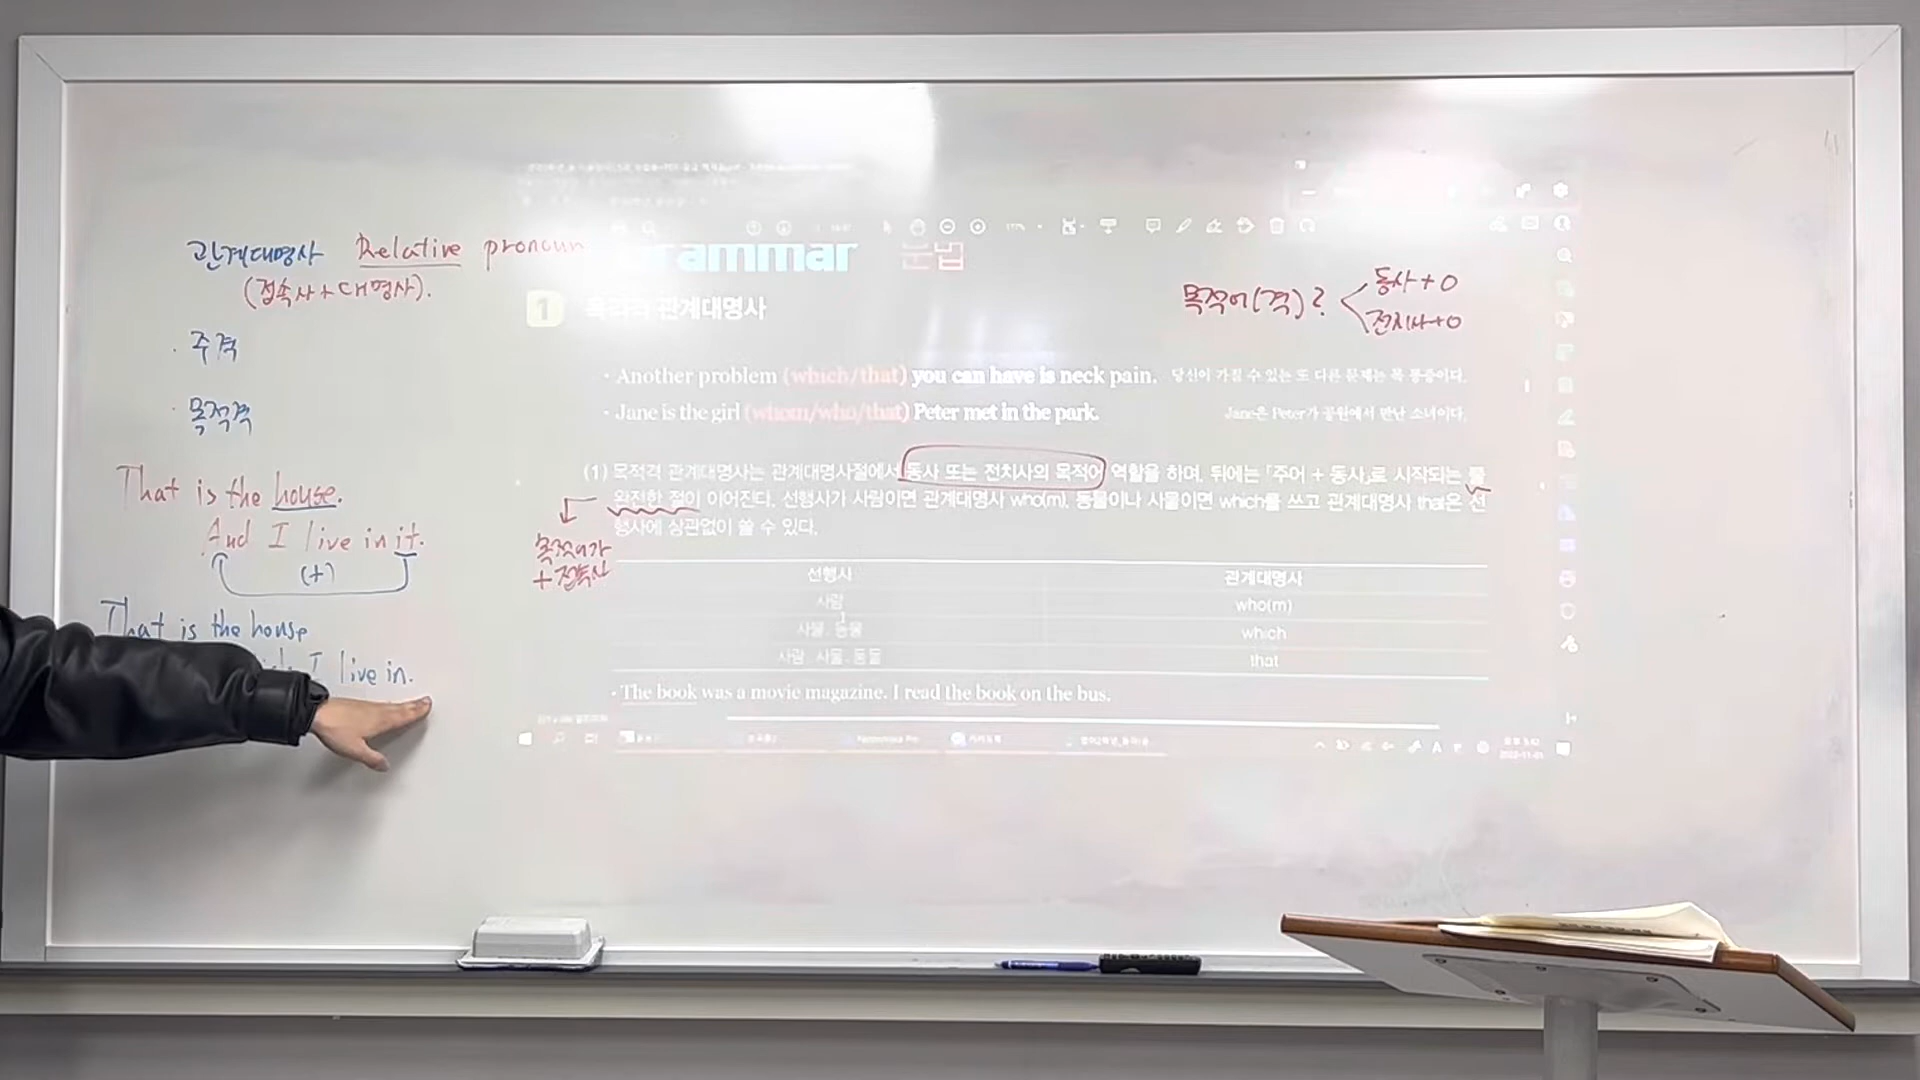 관계대명사 Relative pronoun
(접속사+대명사).
· 주격
· 목적격
That is the house.
And I live in it.
(+)
That is the house
I live in.
Grammar 문법
1 목적격 관계대명사
목적어(격)? 동사+O
전치사+O
· Another problem (which/that) you can have is neck pain. 당신이 가질 수 있는 또 다른 문제는 목 통증이다.
· Jane is the girl (whom/who/that) Peter met in the park. Jane은 Peter가 공원에서 만난 소녀이다.
(1) 목적격 관계대명사는 관계대명사절에서 동사 또는 전치사의 목적어 역할을 하며, 뒤에는 「주어 + 동사」로 시작되는 불
완전한 절이 이어진다. 선행사가 사람이면 관계대명사 who(m), 동물이나 사물이면 which를 쓰고 관계대명사 that은 선
행사에 상관없이 쓸 수 있다.
목적어가
+ 접속사
선행사 관계대명사
사람 who(m)
사물·동물 which
사람·사물·동물 that
· The book was a movie magazine. I read the book on the bus.
2022-11-01